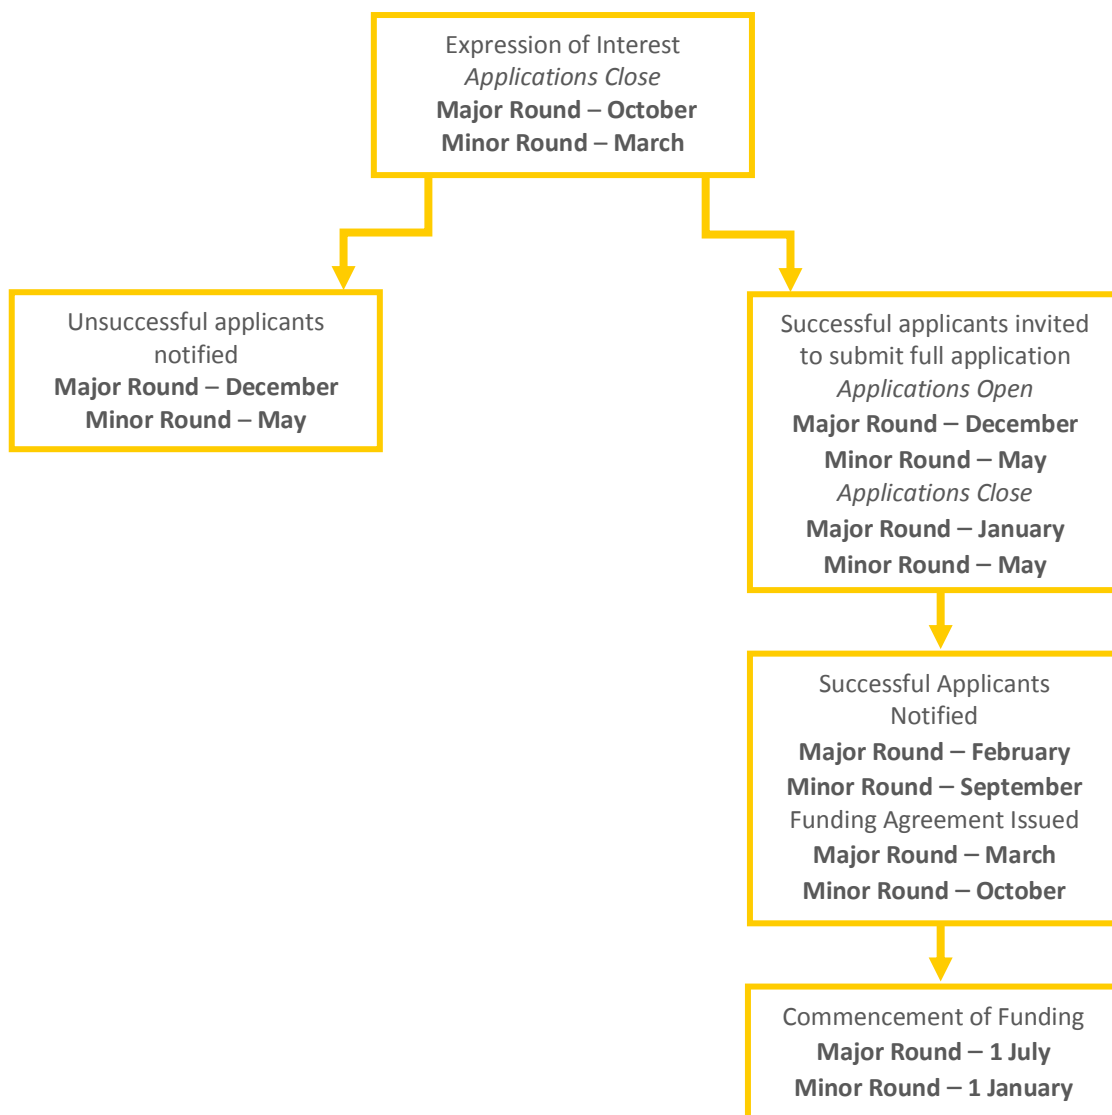 Expression of Interest
Applications Close
Major Round – October
Minor Round – March
Unsuccessful applicants
notified
Major Round – December
Minor Round – May
Successful applicants invited
to submit full application
Applications Open
Major Round – December
Minor Round – May
Applications Close
Major Round – January
Minor Round – May
Successful Applicants
Notified
Major Round – February
Minor Round – September
Funding Agreement Issued
Major Round – March
Minor Round – October
Commencement of Funding
Major Round – 1 July
Minor Round – 1 January